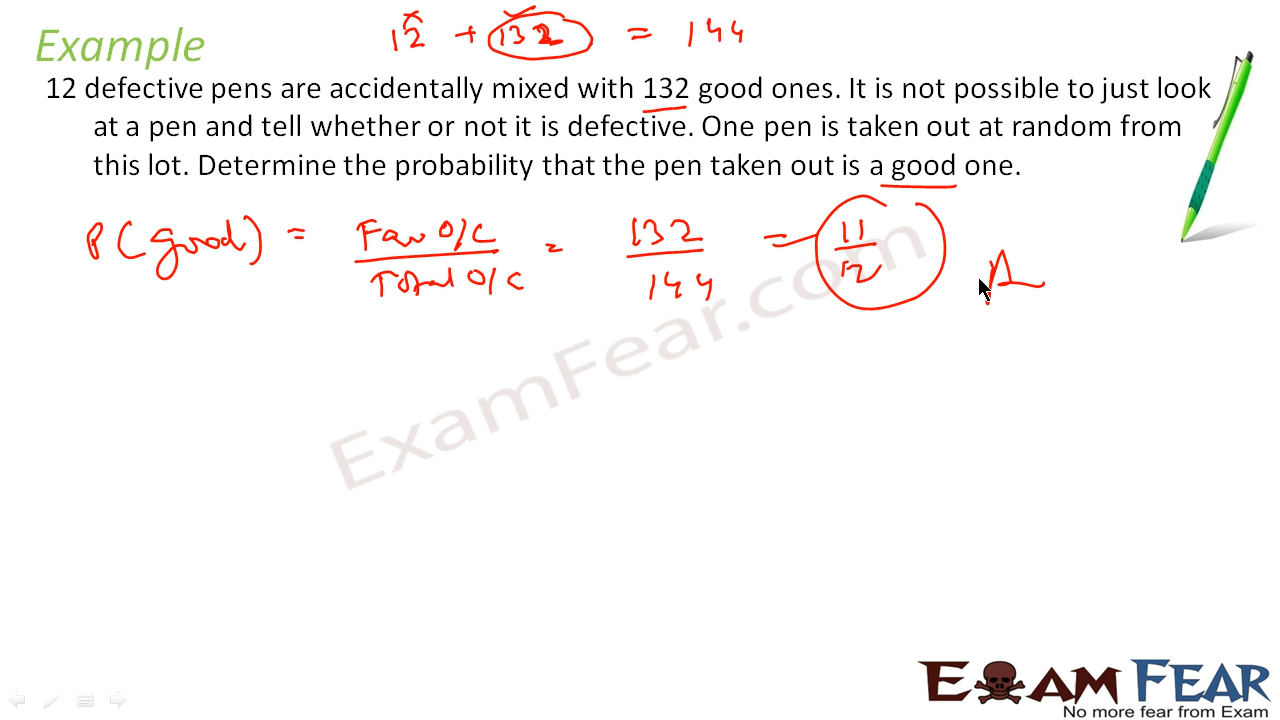 12 + 132 = 144
Example
12 defective pens are accidentally mixed with 132 good ones. It is not possible to just look
at a pen and tell whether or not it is defective. One pen is taken out at random from
this lot. Determine the probability that the pen taken out is a good one.
P(good) = Fav O/C / Total O/C = 132 / 144 = 11 / 12
ExamFear.com
EXAM FEAR
No more fear from Exam